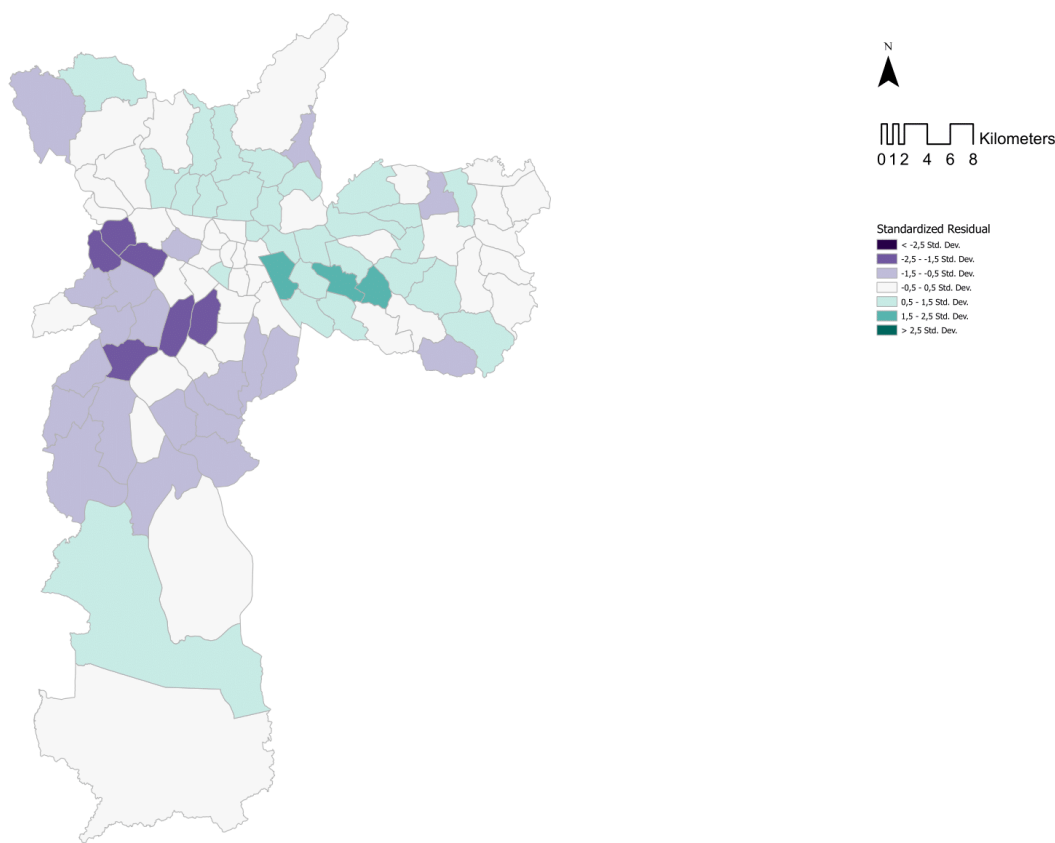 N
Kilometers
0 1 2 4 6 8
Standardized Residual
< -2,5 Std. Dev.
-2,5 - -1,5 Std. Dev.
-1,5 - -0,5 Std. Dev.
-0,5 - 0,5 Std. Dev.
0,5 - 1,5 Std. Dev.
1,5 - 2,5 Std. Dev.
> 2,5 Std. Dev.